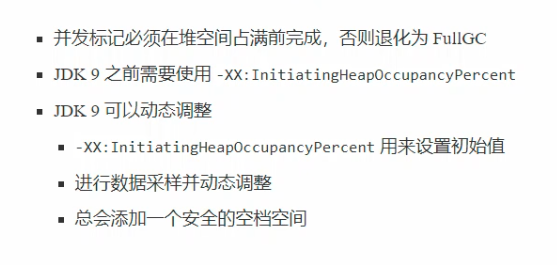 并发标记必须在堆空间占满前完成，否则退化为 FullGC
JDK 9 之前需要使用 -XX:InitiatingHeapOccupancyPercent
JDK 9 可以动态调整
-XX:InitiatingHeapOccupancyPercent 用来设置初始值
进行数据采样并动态调整
总会添加一个安全的空档空间